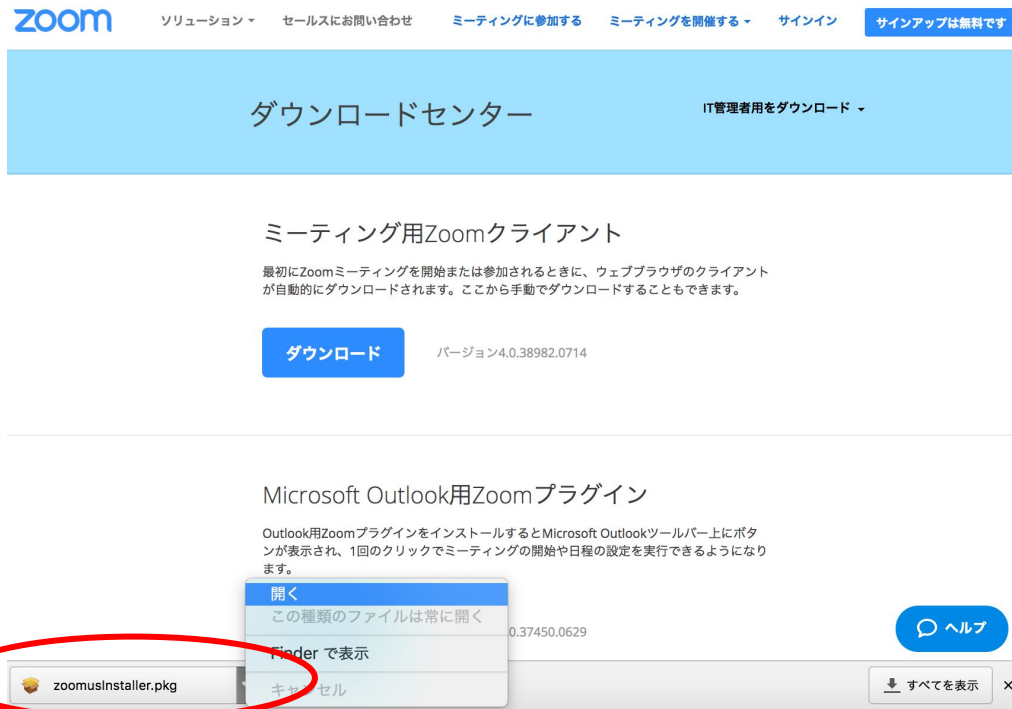 zoom
ソリューション セールスにお問い合わせ ミーティングに参加する ミーティングを開催する サインイン サインアップは無料です
ダウンロードセンター
IT管理者用をダウンロード
ミーティング用Zoomクライアント
最初にZoomミーティングを開始または参加されるときに、ウェブブラウザのクライアント
が自動的にダウンロードされます。ここから手動でダウンロードすることもできます。
ダウンロード バージョン4.0.38982.0714
Microsoft Outlook用Zoomプラグイン
Outlook用ZoomプラグインをインストールするとMicrosoft Outlookツールバー上にボタ
ンが表示され、1回のクリックでミーティングの開始や日程の設定を実行できるようになり
ます。
開く
この種類のファイルは常に開く
0.37450.0629
ヘルプ
Finder で表示
キャンセル
zoomusInstaller.pkg
すべてを表示